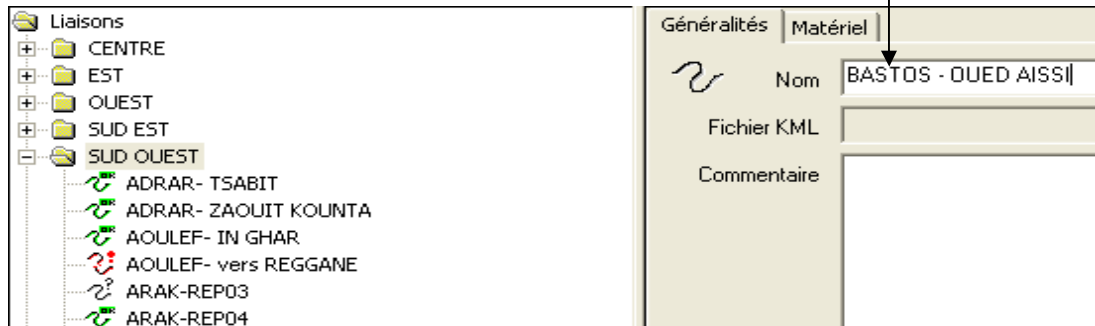 Liaisons
CENTRE
EST
OUEST
SUD EST
SUD OUEST
ADRAR- TSABIT
ADRAR- ZAOUIT KOUNTA
AOULEF- IN GHAR
AOULEF- vers REGGANE
ARAK-REP03
ARAK-REP04
Généralités
Matériel
Nom
BASTOS - OUED AISSI
Fichier KML
Commentaire